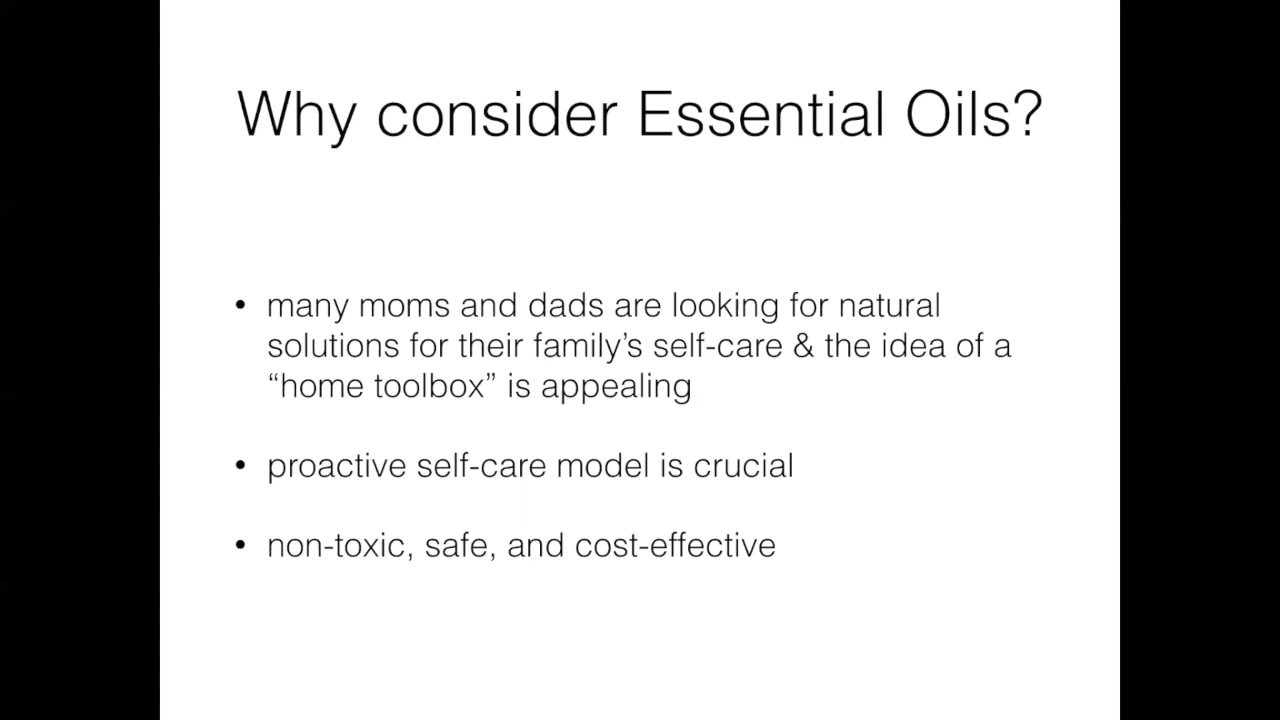 Why consider Essential Oils?
• many moms and dads are looking for natural
solutions for their family’s self-care & the idea of a
“home toolbox” is appealing
• proactive self-care model is crucial
• non-toxic, safe, and cost-effective